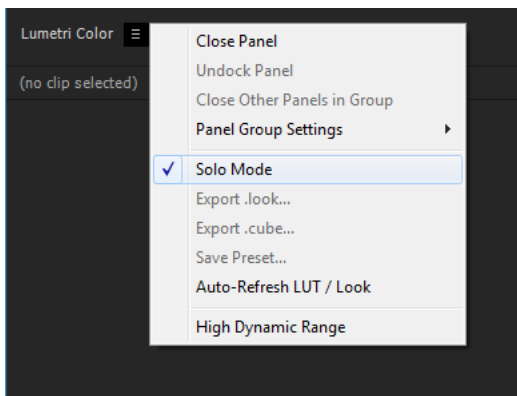 Lumetri Color
(no clip selected)
Close Panel
Undock Panel
Close Other Panels in Group
Panel Group Settings
Solo Mode
Export .look...
Export .cube...
Save Preset...
Auto-Refresh LUT / Look
High Dynamic Range